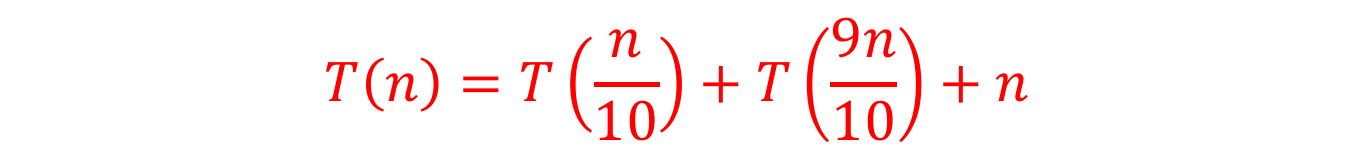 T(n) = T(n/10) + T(9n/10) + n